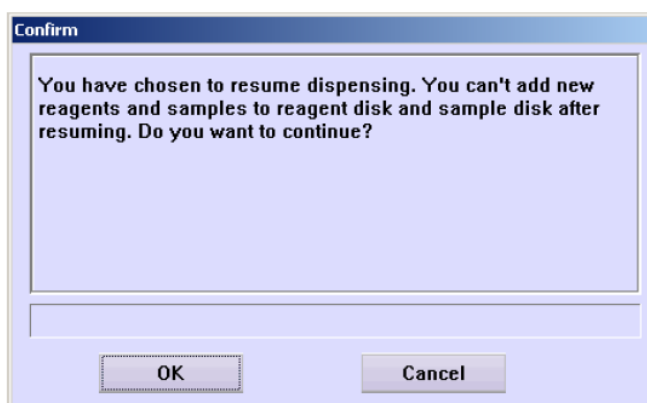 Confirm
You have chosen to resume dispensing. You can't add new
reagents and samples to reagent disk and sample disk after
resuming. Do you want to continue?
OK
Cancel